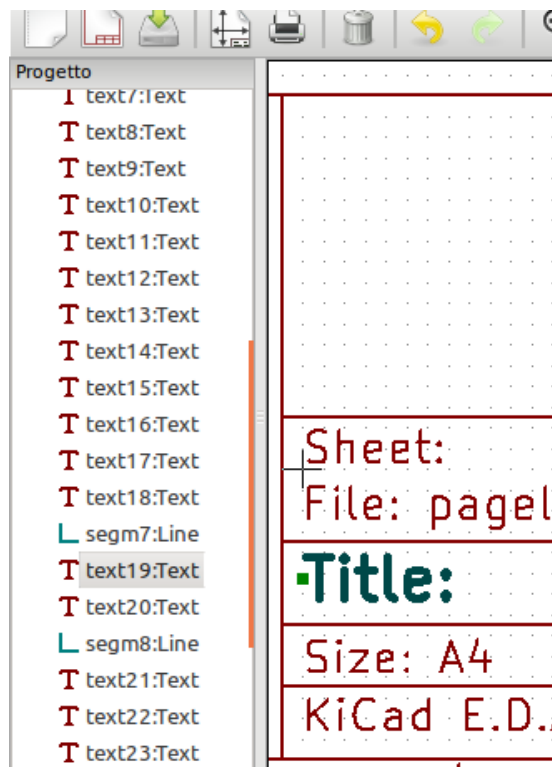 Progetto
text7:Text
text8:Text
text9:Text
text10:Text
text11:Text
text12:Text
text13:Text
text14:Text
text15:Text
text16:Text
text17:Text
text18:Text
segm7:Line
text19:Text
text20:Text
segm8:Line
text21:Text
text22:Text
text23:Text
Sheet:
File: pagel
Title:
Size: A4
KiCad E.D.